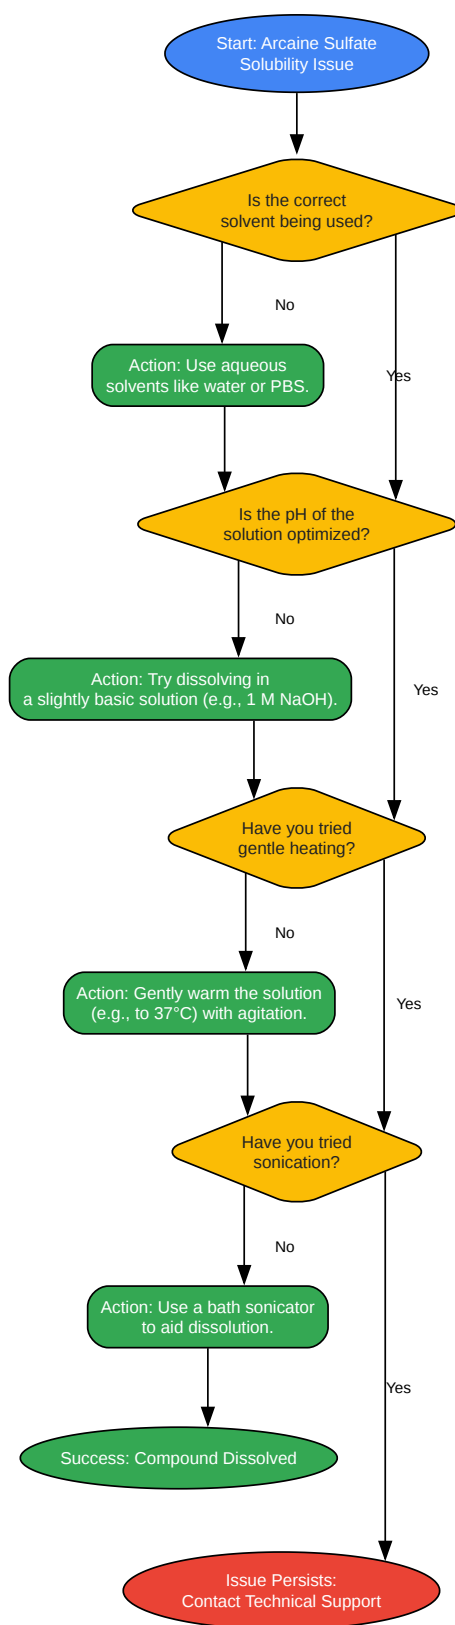 Start: Arcaine Sulfate
Solubility Issue
Is the correct
solvent being used?
No
Action: Use aqueous
solvents like water or PBS.
Yes
Is the pH of the
solution optimized?
No
Action: Try dissolving in
a slightly basic solution (e.g., 1 M NaOH).
Yes
Have you tried
gentle heating?
No
Action: Gently warm the solution
(e.g., to 37°C) with agitation.
Yes
Have you tried
sonication?
No
Action: Use a bath sonicator
to aid dissolution.
Yes
Success: Compound Dissolved
Issue Persists:
Contact Technical Support